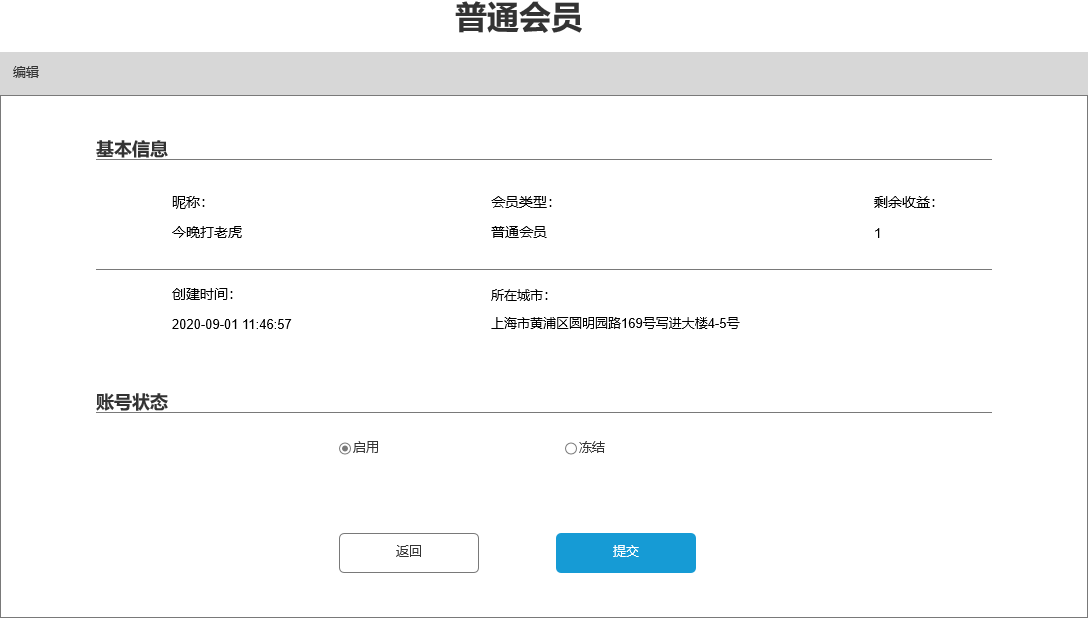 普通会员
编辑
基本信息
昵称： 会员类型： 剩余收益：
今晚打老虎 普通会员 1
创建时间： 所在城市：
2020-09-01 11:46:57 上海市黄浦区圆明园路169号写进大楼4-5号
账号状态
启用 冻结
返回 提交